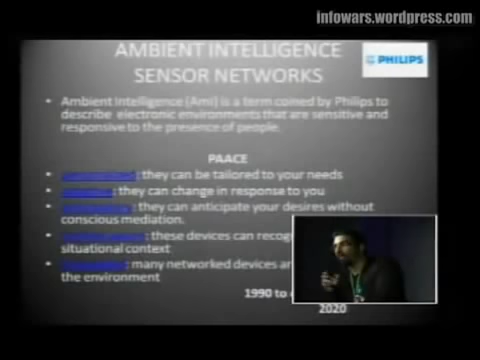 infowars.wordpress.com
AMBIENT INTELLIGENCE
SENSOR NETWORKS
PHILIPS
• Ambient Intelligence (Ami) is a term coined by Philips to
describe electronic environments that are sensitive and
responsive to the presence of people.
PAACE
• : they can be tailored to your needs
• : they can change in response to you
• : they can anticipate your desires without
conscious mediation.
• : these devices can
situational context
• : many networked devices
the environment
1990 to
2020